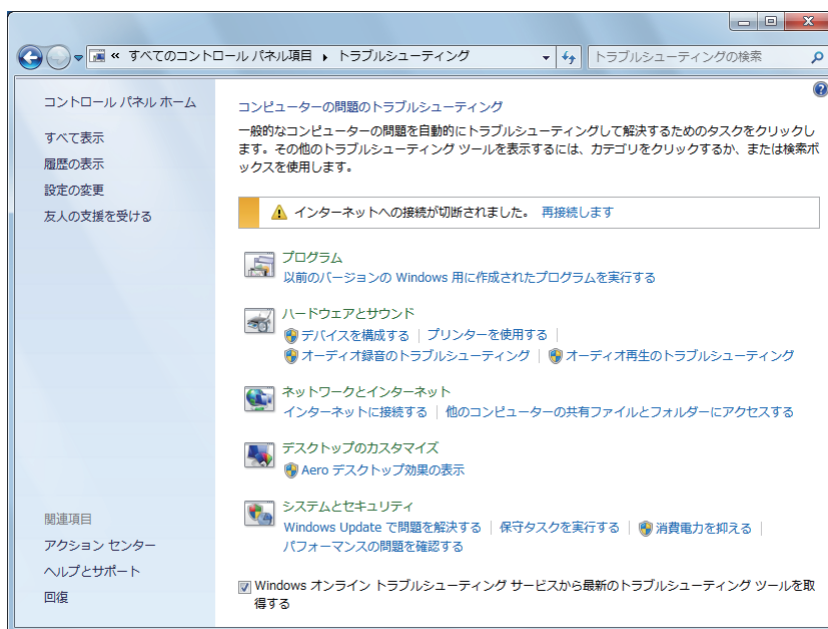 « すべてのコントロール パネル項目 ▸ トラブルシューティング
トラブルシューティングの検索
コントロール パネル ホーム
すべて表示
履歴の表示
設定の変更
友人の支援を受ける
関連項目
アクション センター
ヘルプとサポート
回復
コンピューターの問題のトラブルシューティング
一般的なコンピューターの問題を自動的にトラブルシューティングして解決するためのタスクをクリックし
ます。その他のトラブルシューティング ツールを表示するには、カテゴリをクリックするか、または検索ボ
ックスを使用します。
インターネットへの接続が切断されました。 再接続します
プログラム
以前のバージョンの Windows 用に作成されたプログラムを実行する
ハードウェアとサウンド
デバイスを構成する | プリンターを使用する |
オーディオ録音のトラブルシューティング | オーディオ再生のトラブルシューティング
ネットワークとインターネット
インターネットに接続する | 他のコンピューターの共有ファイルとフォルダーにアクセスする
デスクトップのカスタマイズ
Aero デスクトップ効果の表示
システムとセキュリティ
Windows Update で問題を解決する | 保守タスクを実行する | 消費電力を抑える |
パフォーマンスの問題を確認する
Windows オンライン トラブルシューティング サービスから最新のトラブルシューティング ツールを取
得する